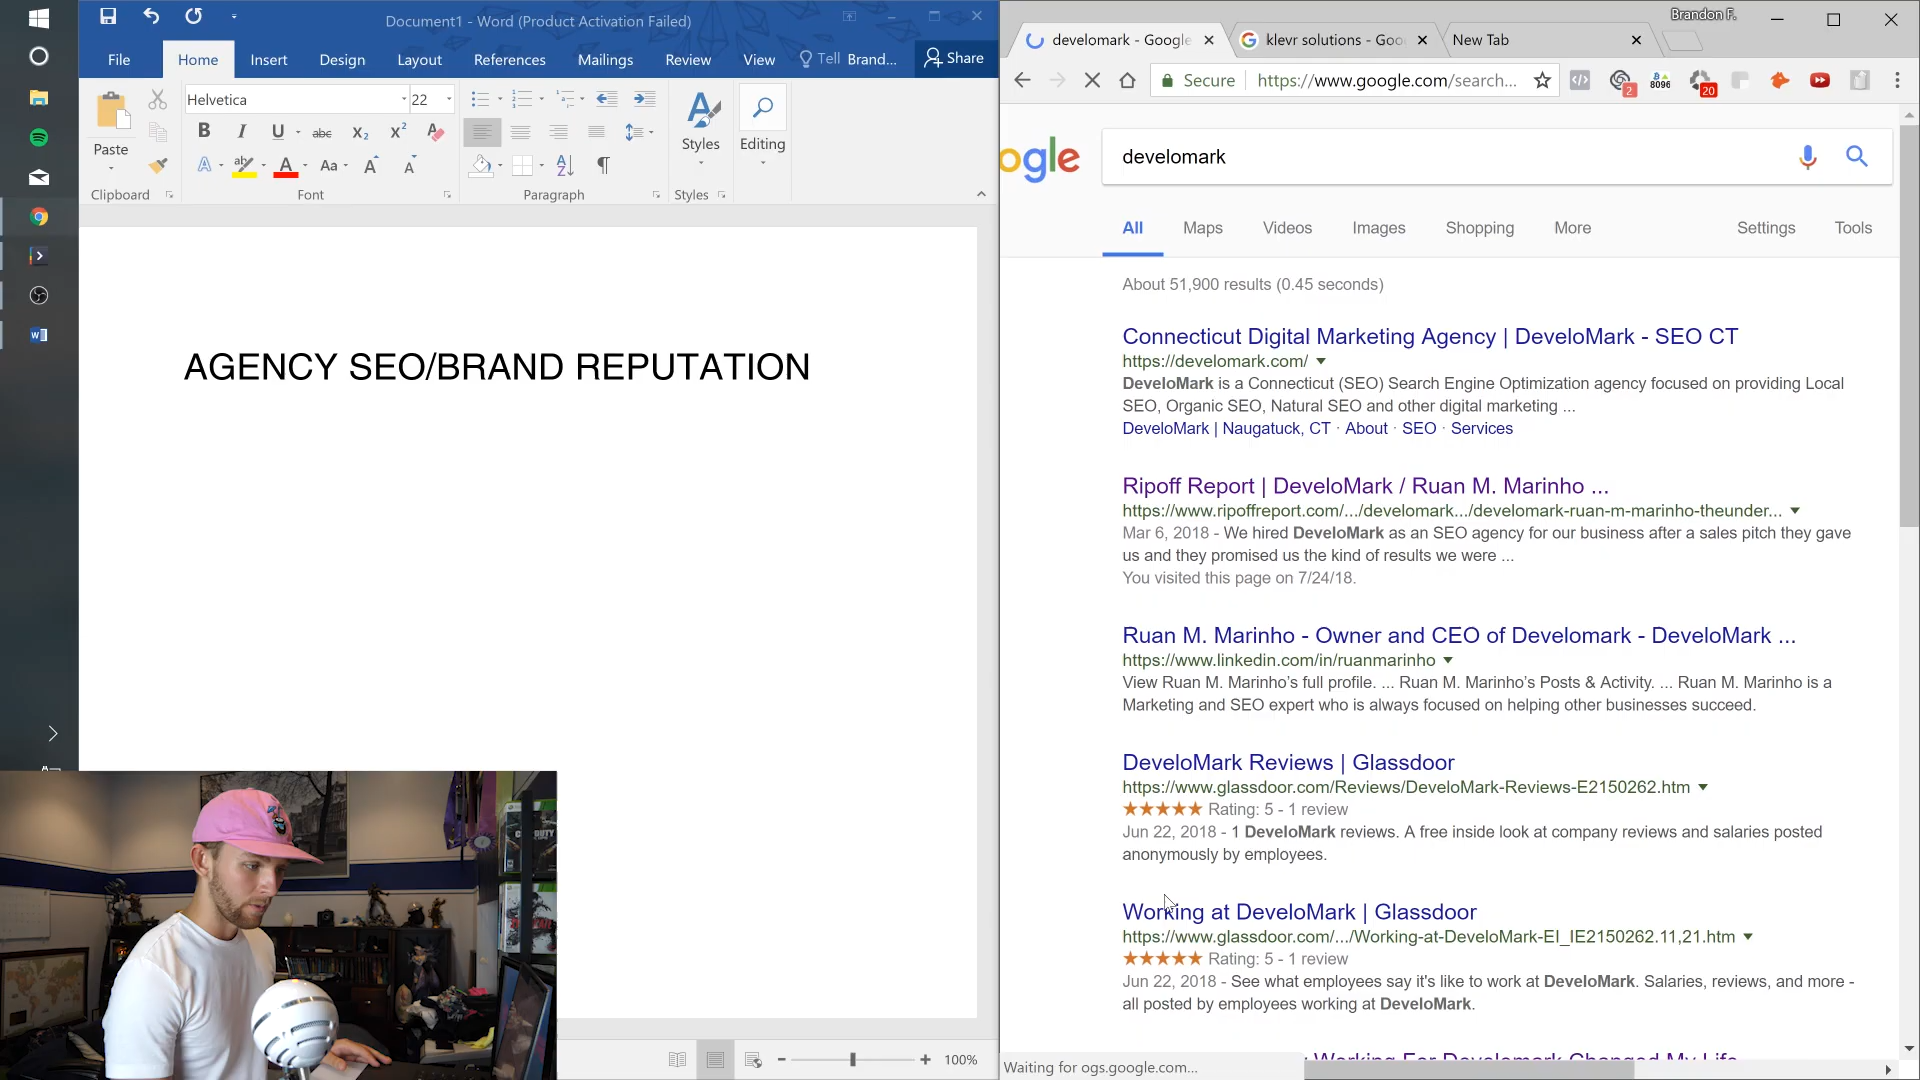 Document1 - Word (Product Activation Failed)
File
Home
Insert
Design
Layout
References
Mailings
Review
View
Tell
Brand...
Share
Paste
Helvetica
22
B I U abc X₂ X²
A
A
Aa
A
A
Styles
Editing
Clipboard
Font
Paragraph
Styles
AGENCY SEO/BRAND REPUTATION
100%
Brandon F.
develomark - Google
klevr solutions - Goo
New Tab
Secure
https://www.google.com/search...
2
8096
20
ogle
develomark
All
Maps
Videos
Images
Shopping
More
Settings
Tools
About 51,900 results (0.45 seconds)
Connecticut Digital Marketing Agency | DeveloMark - SEO CT
https://develomark.com/
DeveloMark is a Connecticut (SEO) Search Engine Optimization agency focused on providing Local
SEO, Organic SEO, Natural SEO and other digital marketing ...
DeveloMark | Naugatuck, CT · About · SEO · Services
Ripoff Report | DeveloMark / Ruan M. Marinho ...
https://www.ripoffreport.com/.../develomark.../develomark-ruan-m-marinho-theunder...
Mar 6, 2018 - We hired DeveloMark as an SEO agency for our business after a sales pitch they gave
us and they promised us the kind of results we were ...
You visited this page on 7/24/18.
Ruan M. Marinho - Owner and CEO of Develomark - DeveloMark ...
https://www.linkedin.com/in/ruanmarinho
View Ruan M. Marinho's full profile. ... Ruan M. Marinho's Posts & Activity. ... Ruan M. Marinho is a
Marketing and SEO expert who is always focused on helping other businesses succeed.
DeveloMark Reviews | Glassdoor
https://www.glassdoor.com/Reviews/DeveloMark-Reviews-E2150262.htm
Rating: 5 - 1 review
Jun 22, 2018 - 1 DeveloMark reviews. A free inside look at company reviews and salaries posted
anonymously by employees.
Working at DeveloMark | Glassdoor
https://www.glassdoor.com/.../Working-at-DeveloMark-EI_IE2150262.11,21.htm
Rating: 5 - 1 review
Jun 22, 2018 - See what employees say it's like to work at DeveloMark. Salaries, reviews, and more -
all posted by employees working at DeveloMark.
Working For Develomark Changed My Life
Waiting for ogs.google.com...